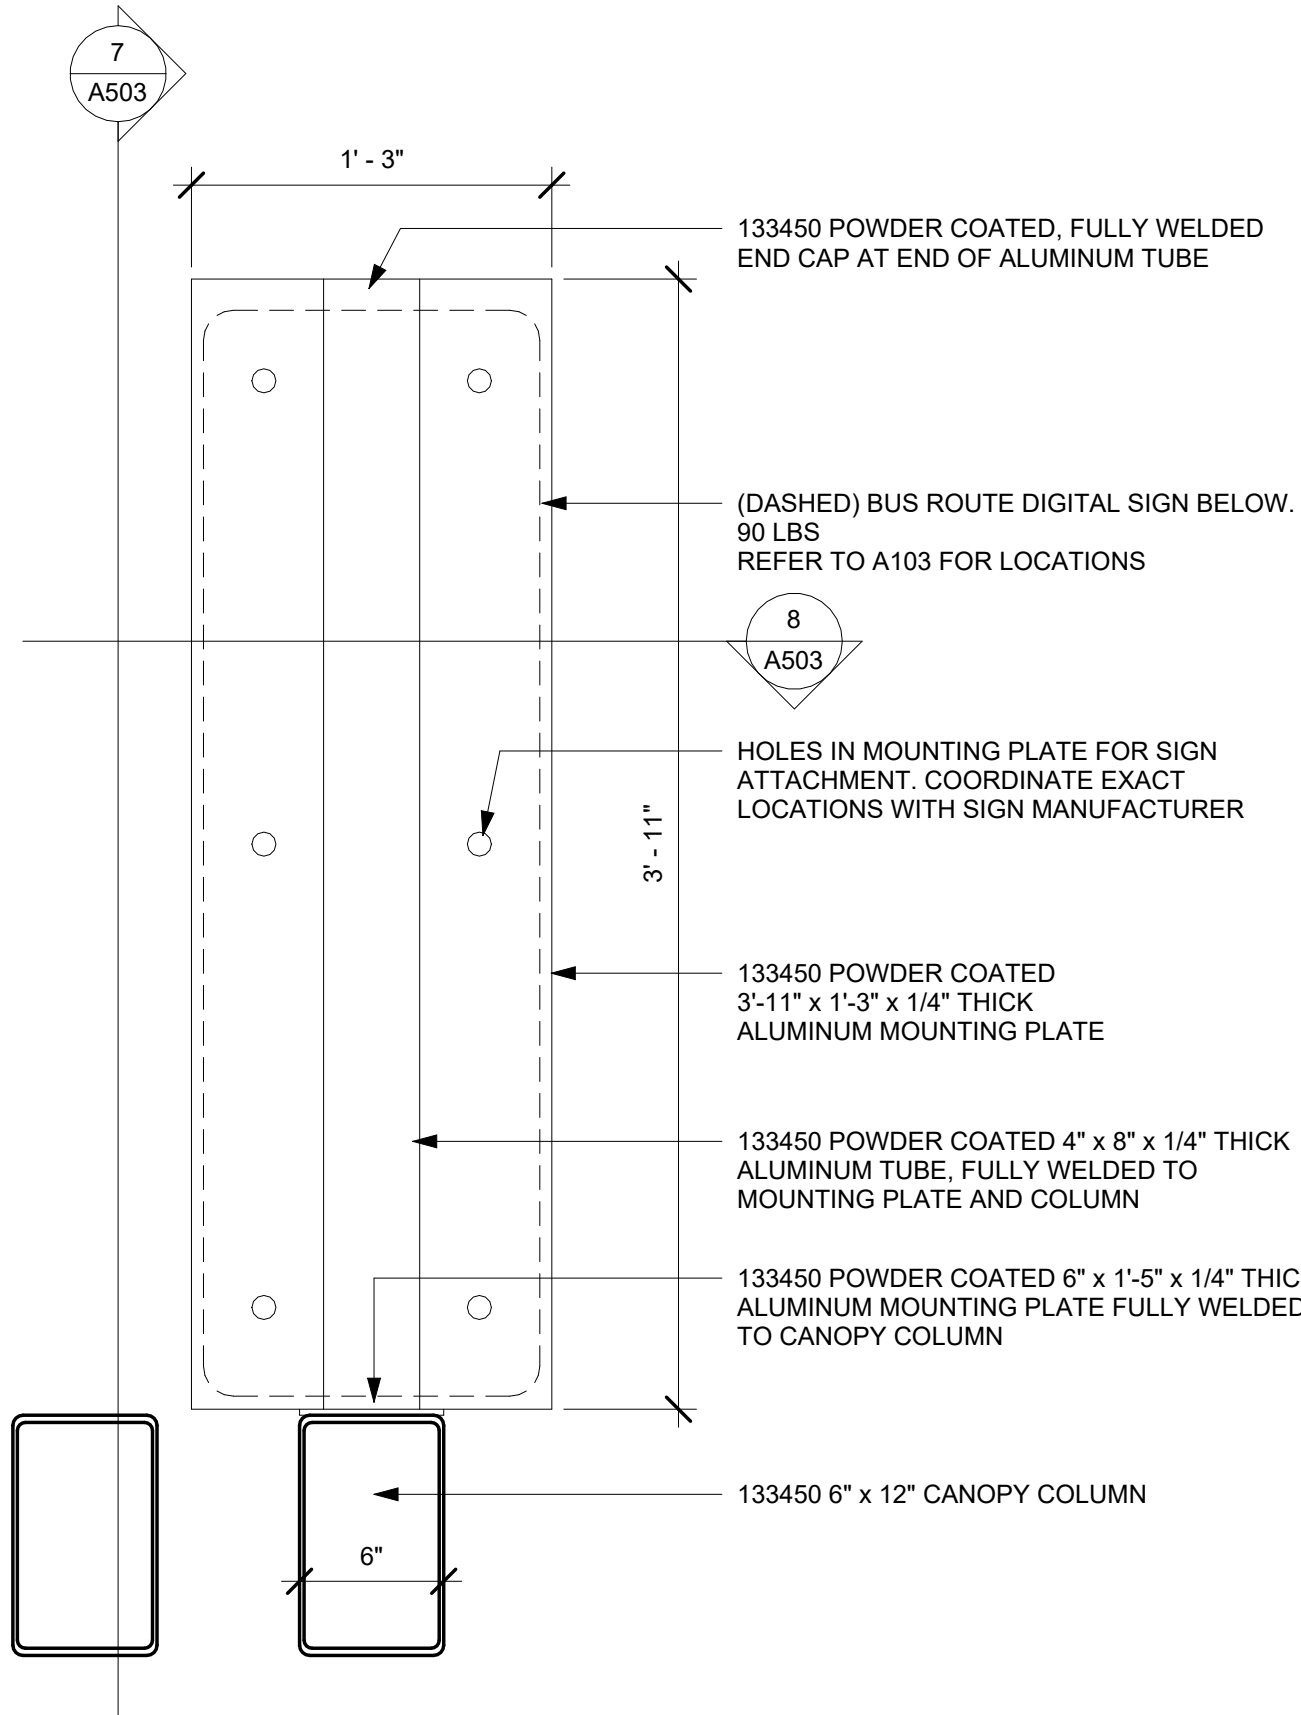 7
A503
1' - 3"
133450 POWDER COATED, FULLY WELDED
END CAP AT END OF ALUMINUM TUBE
(DASHED) BUS ROUTE DIGITAL SIGN BELOW.
90 LBS
REFER TO A103 FOR LOCATIONS
8
A503
HOLES IN MOUNTING PLATE FOR SIGN
ATTACHMENT. COORDINATE EXACT
LOCATIONS WITH SIGN MANUFACTURER
3' - 11"
133450 POWDER COATED
3'-11" x 1'-3" x 1/4" THICK
ALUMINUM MOUNTING PLATE
133450 POWDER COATED 4" x 8" x 1/4" THICK
ALUMINUM TUBE, FULLY WELDED TO
MOUNTING PLATE AND COLUMN
133450 POWDER COATED 6" x 1'-5" x 1/4" THIC
ALUMINUM MOUNTING PLATE FULLY WELDED
TO CANOPY COLUMN
133450 6" x 12" CANOPY COLUMN
6"